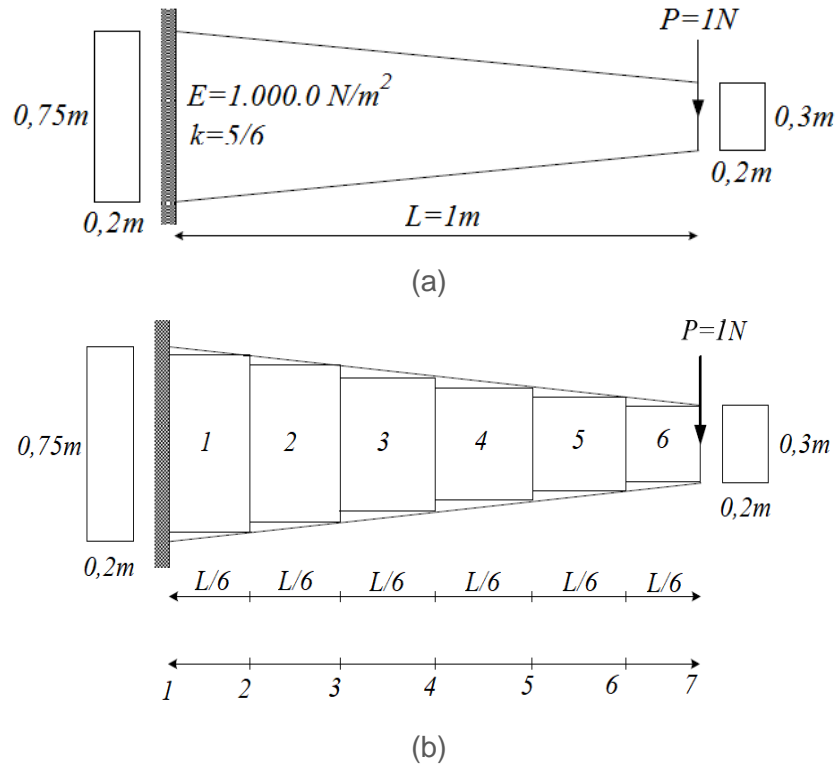 P=1N
E=1.000.0 N/m²
k=5/6
0,75m
0,3m
0,2m
0,2m
L=1m
(a)
P=1N
0,75m
1 2 3 4 5 6
0,3m
0,2m
0,2m
L/6 L/6 L/6 L/6 L/6 L/6
1 2 3 4 5 6 7
(b)